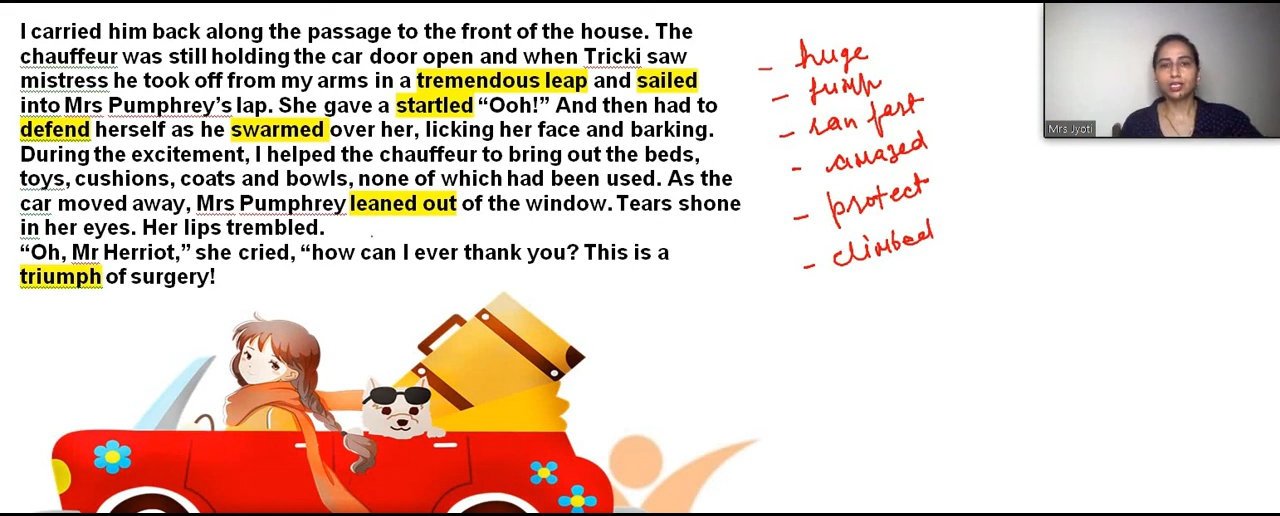 I carried him back along the passage to the front of the house. The
chauffeur was still holding the car door open and when Tricki saw
mistress he took off from my arms in a tremendous leap and sailed
into Mrs Pumphrey’s lap. She gave a startled “Ooh!” And then had to
defend herself as he swarmed over her, licking her face and barking.
During the excitement, I helped the chauffeur to bring out the beds,
toys, cushions, coats and bowls, none of which had been used. As the
car moved away, Mrs Pumphrey leaned out of the window. Tears shone
in her eyes. Her lips trembled.
“Oh, Mr Herriot,” she cried, “how can I ever thank you? This is a
triumph of surgery!
- huge
- jump
- ran fast
- amazed
- protect
- climbed
Mrs Jyoti